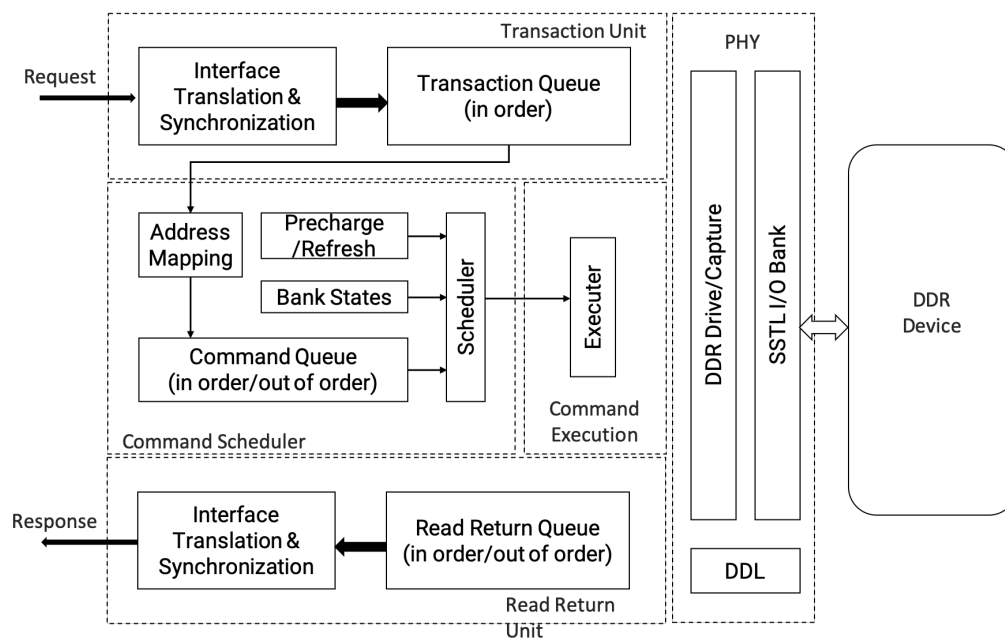 Transaction Unit
Request
Interface
Translation &
Synchronization
Transaction Queue
(in order)
Address
Mapping
Precharge
/Refresh
Bank States
Command Queue
(in order/out of order)
Scheduler
Command Scheduler
Executer
Command
Execution
Response
Interface
Translation &
Synchronization
Read Return Queue
(in order/out of order)
Read Return
Unit
PHY
DDR Drive/Capture
SSTL I/O Bank
DDL
DDR
Device